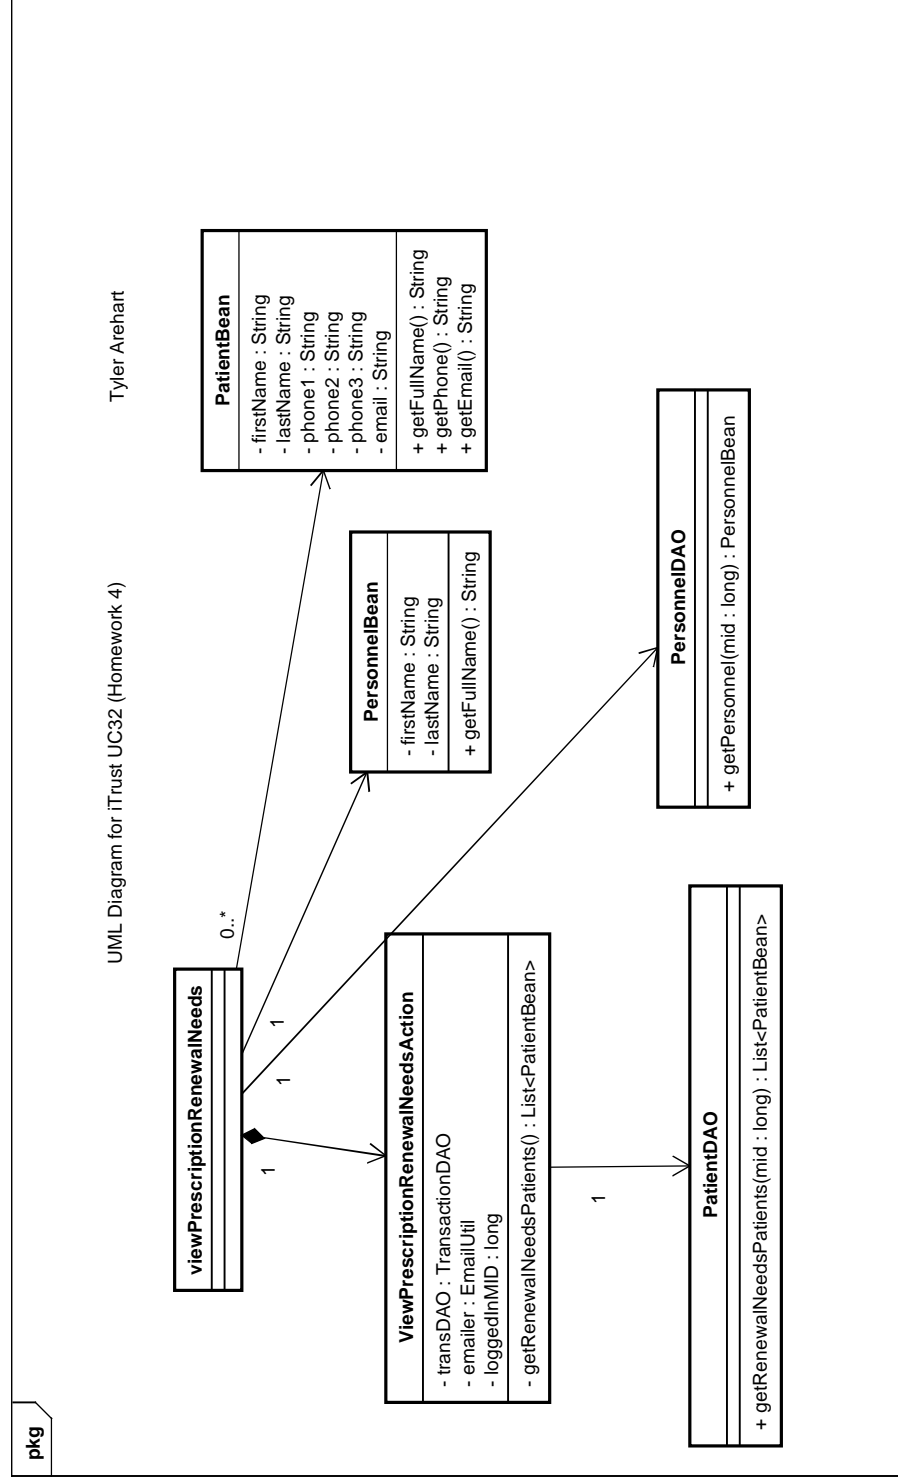 pkg
UML Diagram for iTrust UC32 (Homework 4)
Tyler Arehart
viewPrescriptionRenewalNeeds
0..*
1
1
1
PatientBean
- firstName : String
- lastName : String
- phone1 : String
- phone2 : String
- phone3 : String
- email : String
+ getFullName() : String
+ getPhone() : String
+ getEmail() : String
PersonnelBean
- firstName : String
- lastName : String
+ getFullName() : String
ViewPrescriptionRenewalNeedsAction
- transDAO : TransactionDAO
- emailer : EmailUtil
- loggedInMID : long
- getRenewalNeedsPatients() : List<PatientBean>
1
PersonnelDAO
+ getPersonnel(mid : long) : PersonnelBean
PatientDAO
+ getRenewalNeedsPatients(mid : long) : List<PatientBean>